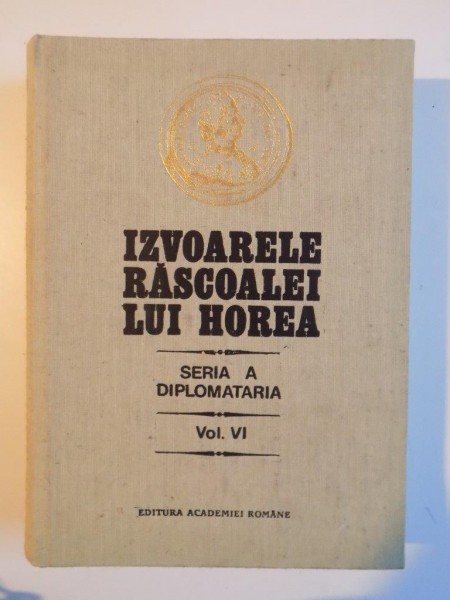 IZVOARELE
RĂSCOALEI
LUI HOREA
SERIA A
DIPLOMATARIA
Vol. VI
EDITURA ACADEMIEI ROMÂNE